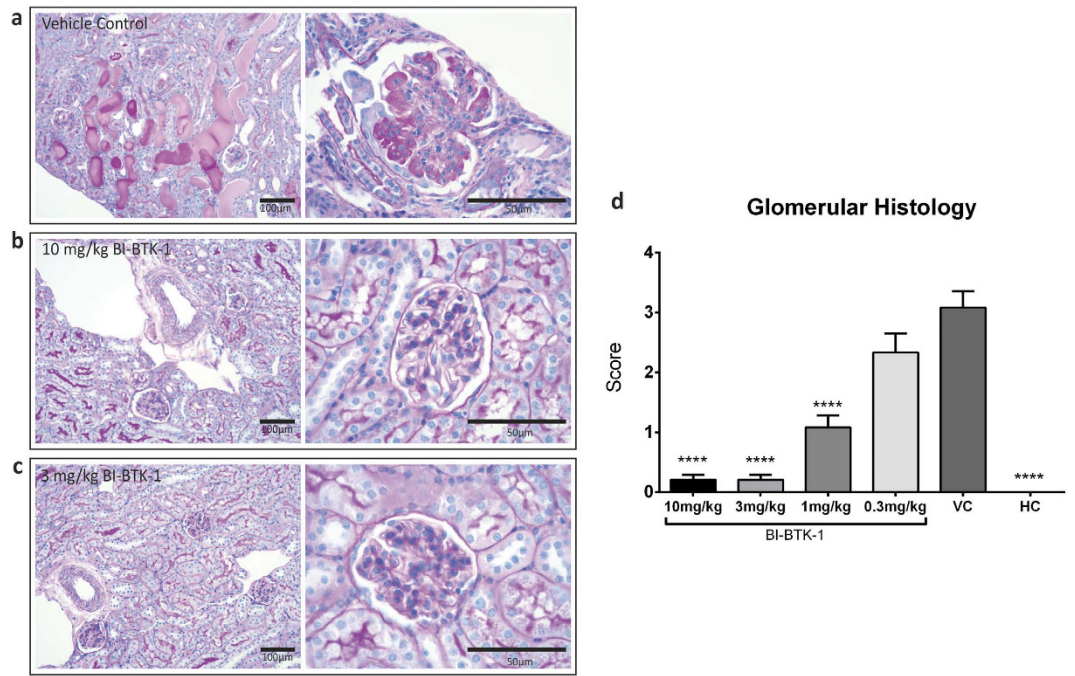 a
Vehicle Control
100µm
50µm
b
10 mg/kg BI-BTK-1
100µm
50µm
c
3 mg/kg BI-BTK-1
100µm
50µm
d
Glomerular Histology
Score
4
3
2
1
0
****
****
****
****
10mg/kg
3mg/kg
1mg/kg
0.3mg/kg
VC
HC
BI-BTK-1